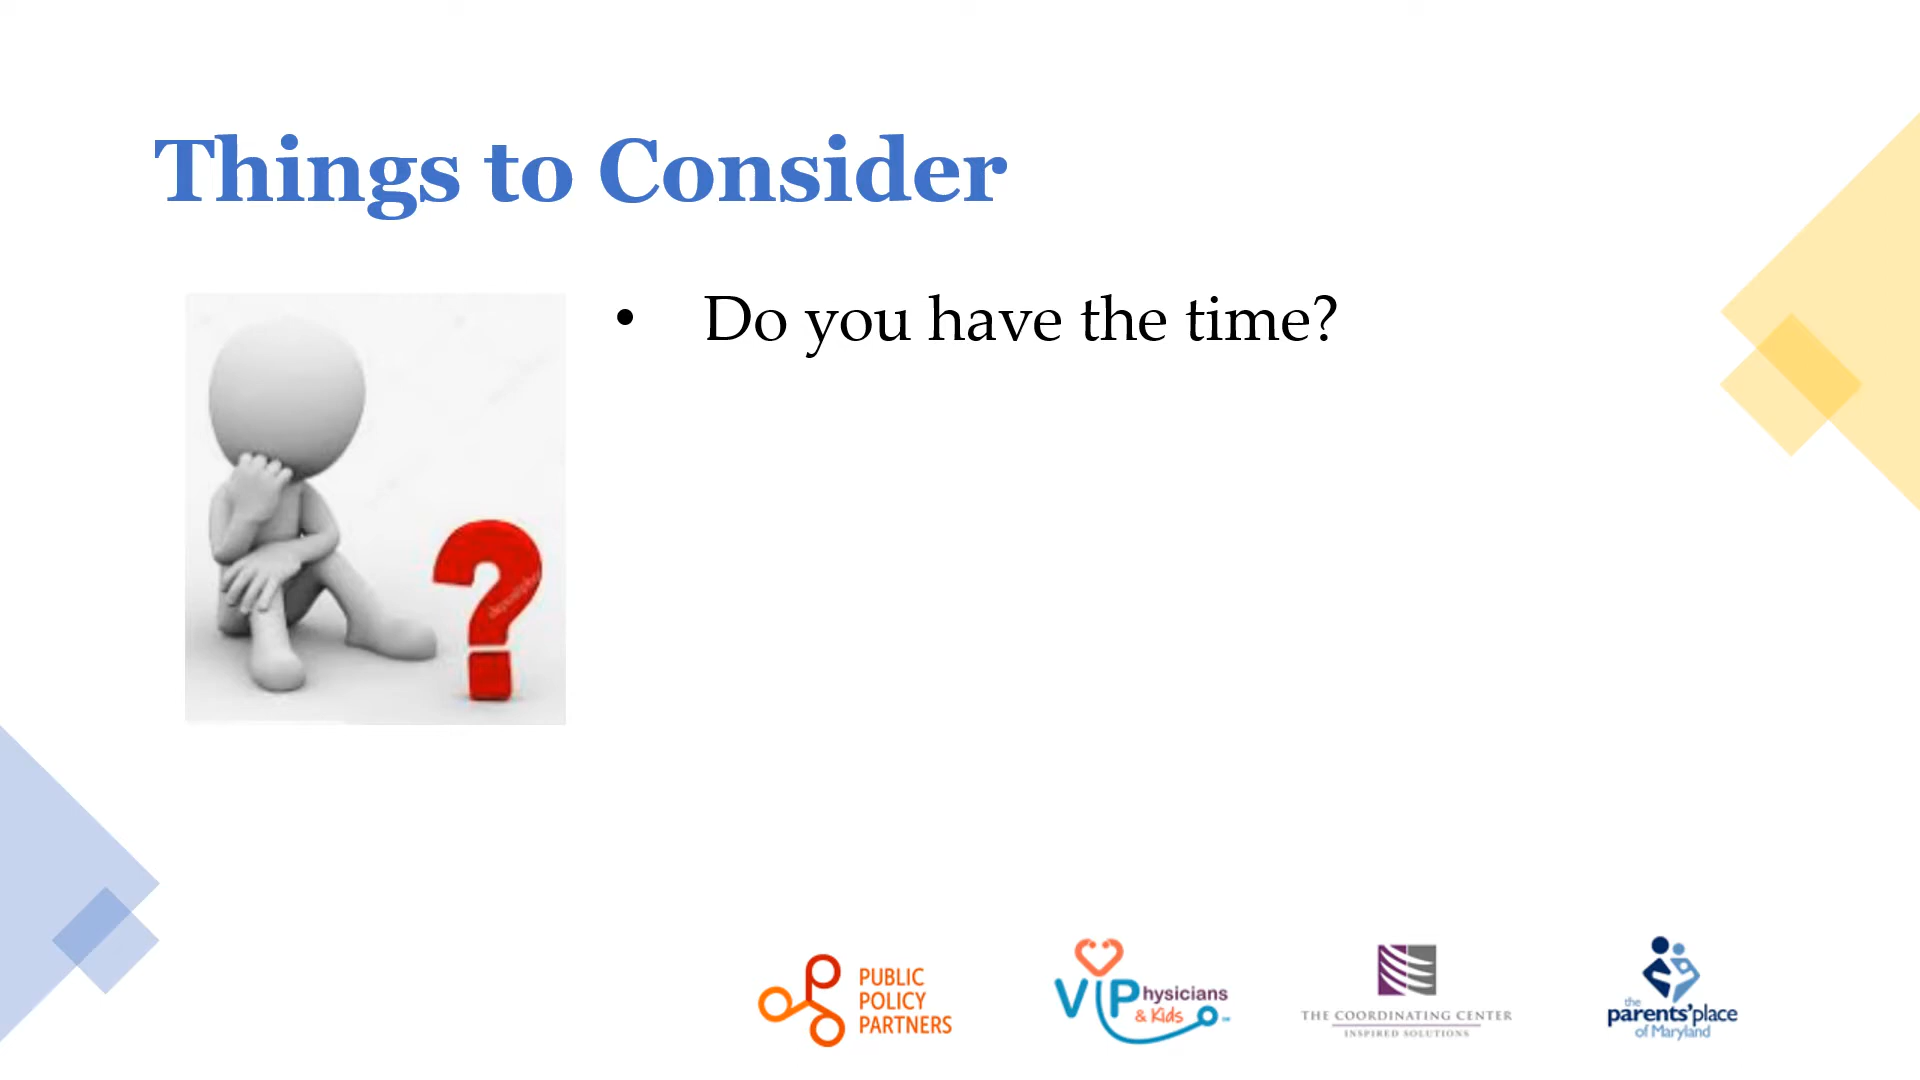 Things to Consider
• Do you have the time?
PUBLIC
POLICY
PARTNERS
VIPhysicians
& Kids
THE COORDINATING CENTER
INSPIRED SOLUTIONS
the
parents'place
of Maryland